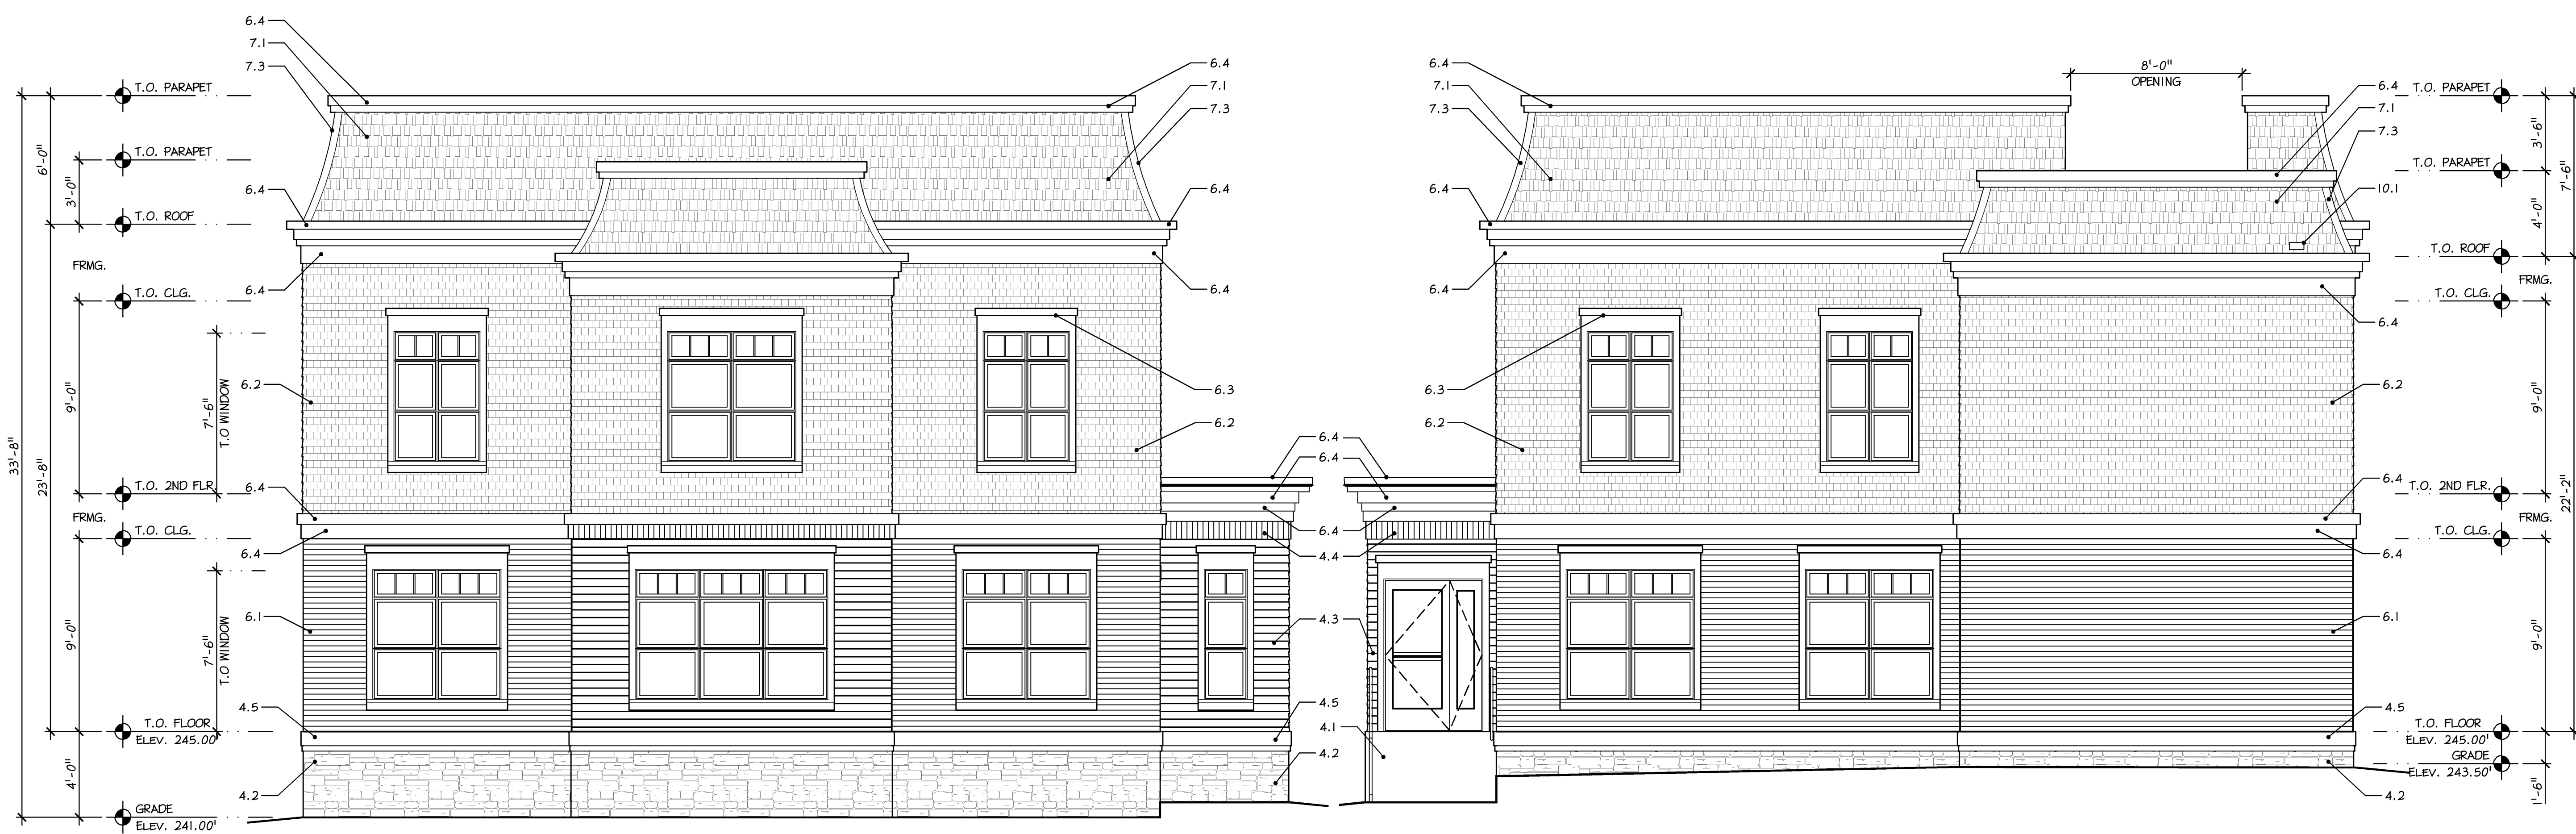 6.4
7.1
7.3
T.O. PARAPET
6'-0"
T.O. PARAPET
3'-0"
6.4
T.O. ROOF
FRMG.
6.4
T.O. CLG.
9'-0"
6.2
7'-6"
T.O WINDOW
33'-8"
23'-8"
T.O. 2ND FLR.
6.4
FRMG.
T.O. CLG.
6.4
9'-0"
6.1
7'-6"
T.O WINDOW
4.5
T.O. FLOOR
ELEV. 245.00'
4'-0"
4.2
GRADE
ELEV. 241.00'
6.4
7.1
7.3
6.4
6.4
6.3
6.2
6.4
6.4
6.4
4.4
4.3
4.5
4.1
4.2
6.4
7.1
7.3
6.4
6.4
6.3
6.2
8'-0"
OPENING
6.4
7.1
7.3
10.1
6.4
6.2
6.4
6.4
6.1
4.5
4.2
T.O. PARAPET
3'-6"
T.O. PARAPET
7'-6"
4'-0"
T.O. ROOF
FRMG.
T.O. CLG.
9'-0"
T.O. 2ND FLR.
22'-2"
FRMG.
T.O. CLG.
9'-0"
T.O. FLOOR
ELEV. 245.00'
GRADE
ELEV. 243.50'
1'-6"